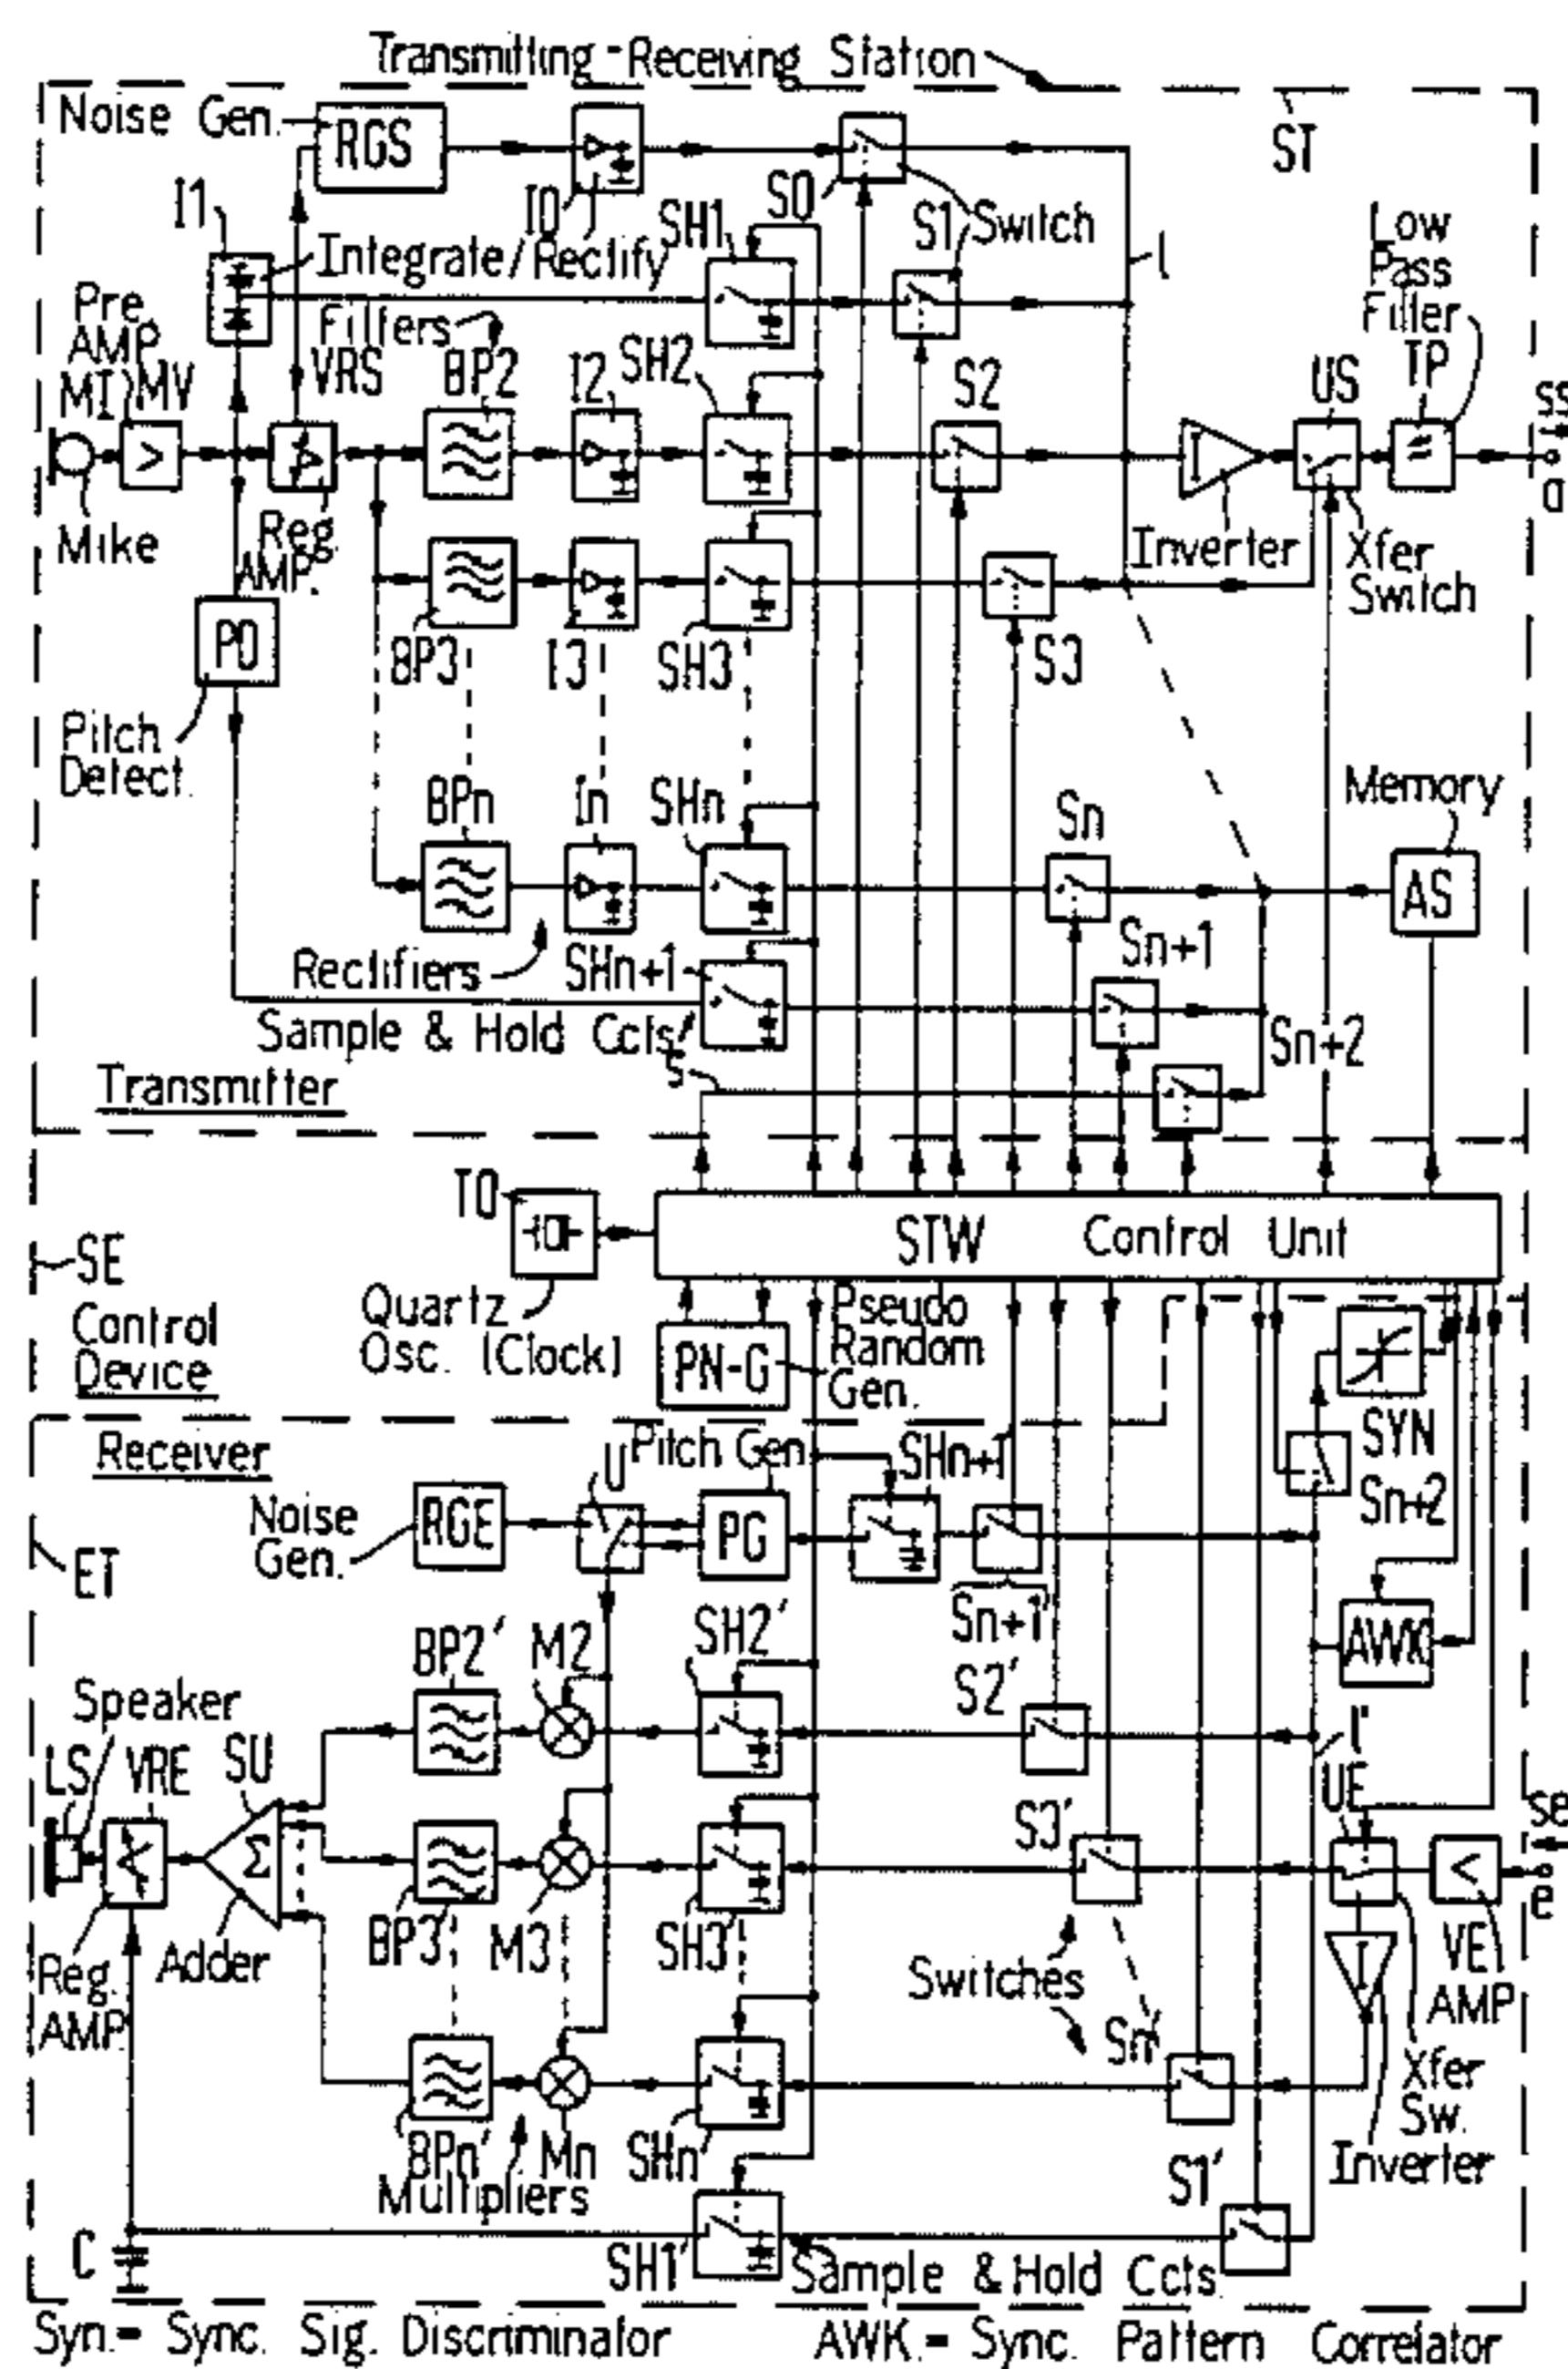 Transmitting-Receiving Station
Noise Gen.
RGS
ST
I1
I0
S0
Switch
SH1
S1
Integrate/Rectify
l
Low
Pass
Filter
TP
Pre
AMP
MI
MV
Filters
VRS
BP2
I2
SH2
S2
US
ss
a
Mike
Reg.
AMP.
Inverter
Xfer
Switch
PD
BP3
I3
SH3
S3
Pitch
Detect.
BPn
In
SHn
Sn
Memory
AS
Rectifiers
SHn+1
Sn+1
Sample & Hold Ccts
s
Sn+2
Transmitter
TO
STW Control Unit
SE
Quartz
Osc. (Clock)
Control
Device
PN-G
Pseudo
Random
Gen.
Receiver
U
Pitch Gen
SHn+1'
SYN
Sn+2
Noise
Gen.
RGE
PG
ET
Sn+1'
AWK
BP2'
M2
SH2'
S2'
Speaker
LS
VRE
SU
l'
UE
se
e
Σ
S3'
BP3'
M3
SH3'
VE
AMP
Reg.
AMP.
Adder
Switches
Sn'
BPn'
Mn
SHn'
Xfer
Sw.
Inverter
Multipliers
S1'
C
SH1'
Sample & Hold Ccts.
Syn.= Sync. Sig. Discriminator
AWK.= Sync. Pattern Correlator